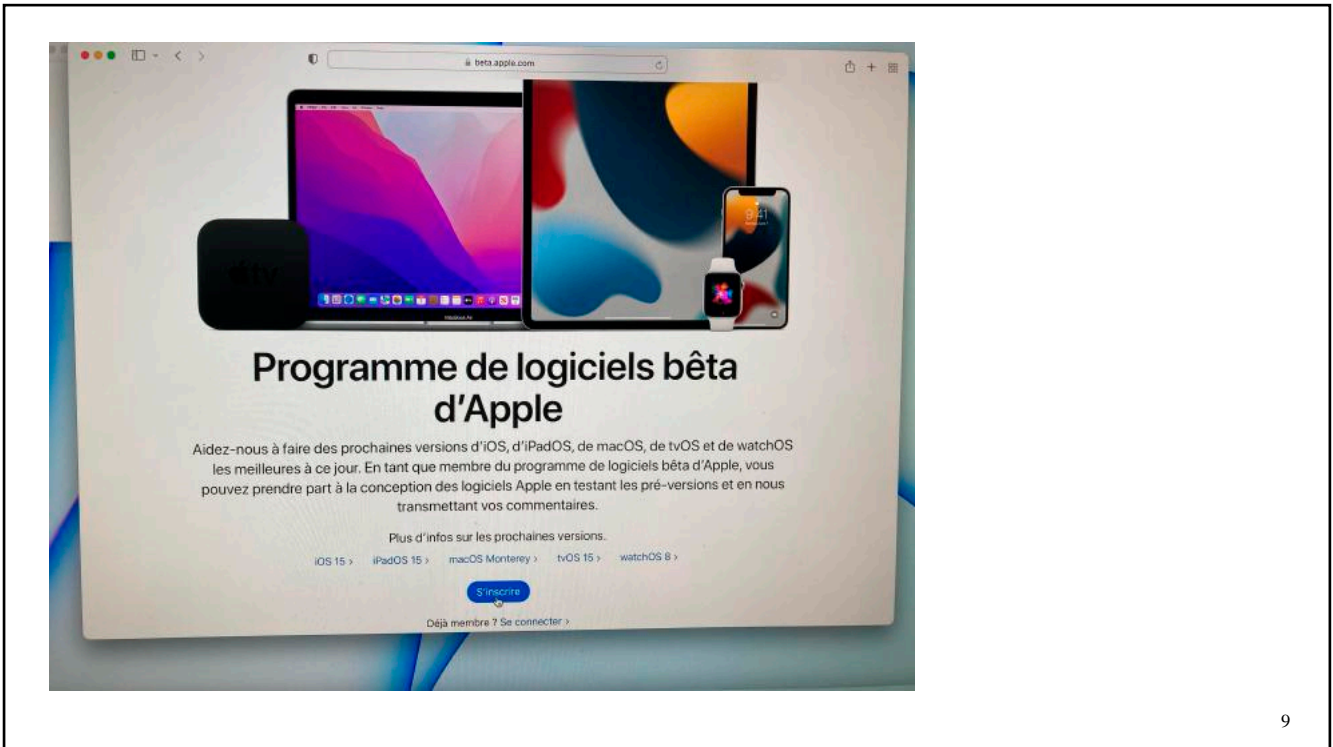 beta.apple.com
tv
9:41
MacBook Air
Programme de logiciels bêta
d'Apple
Aidez-nous à faire des prochaines versions d'iOS, d'iPadOS, de macOS, de tvOS et de watchOS
les meilleures à ce jour. En tant que membre du programme de logiciels bêta d'Apple, vous
pouvez prendre part à la conception des logiciels Apple en testant les pré-versions et en nous
transmettant vos commentaires.
Plus d'infos sur les prochaines versions.
iOS 15 > iPadOS 15 > macOS Monterey > tvOS 15 > watchOS 8 >
S'inscrire
Déjà membre ? Se connecter >
9